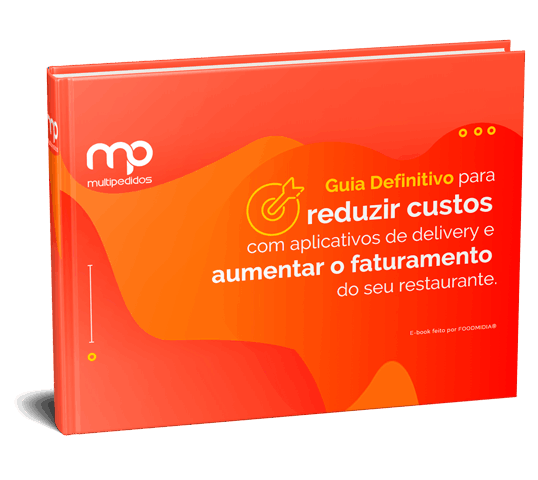 mp
multipedidos
Guia Definitivo para
reduzir custos
com aplicativos de delivery e
aumentar o faturamento
do seu restaurante.
E-book feito por FOODMIDIA®
mp